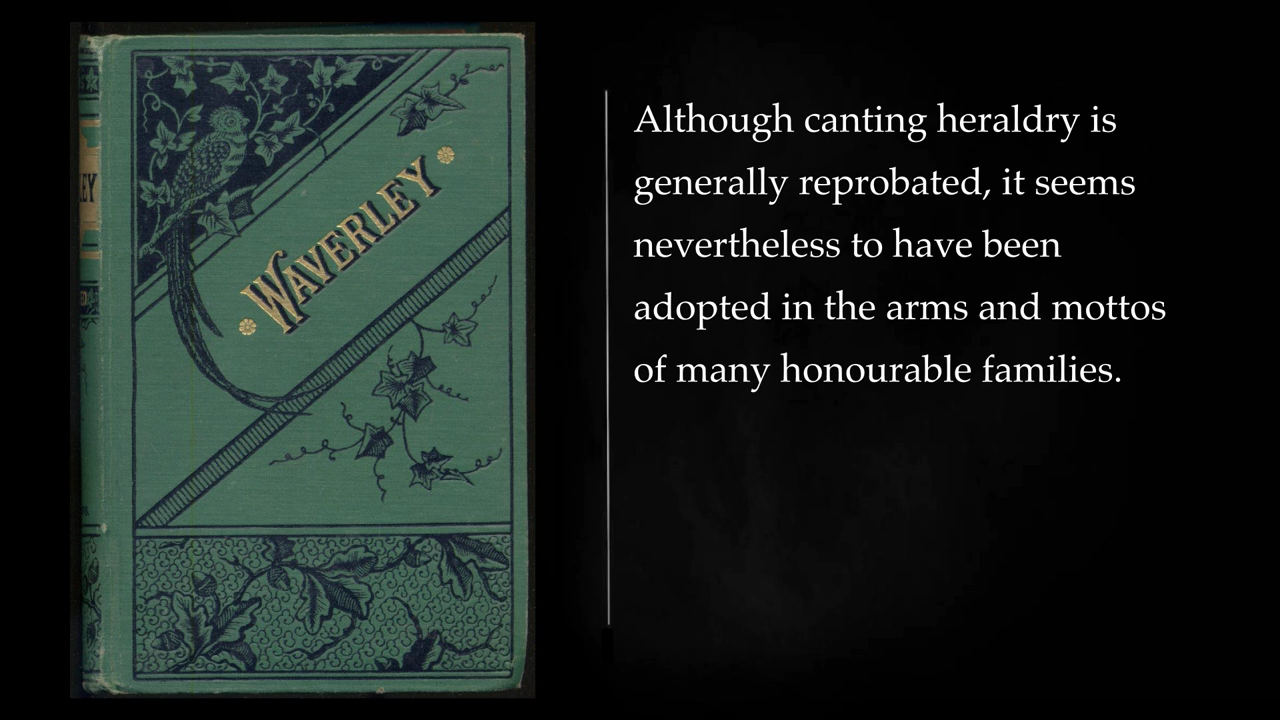 WAVERLEY
Although canting heraldry is
generally reprobated, it seems
nevertheless to have been
adopted in the arms and mottos
of many honourable families.